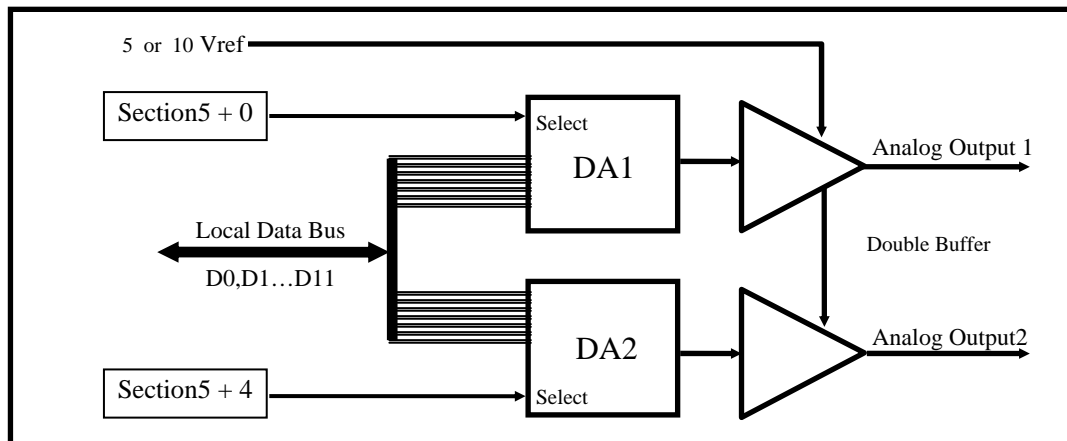 5 or 10 Vref
Section5 + 0
Select
DA1
Analog Output 1
Local Data Bus
D0,D1…D11
Double Buffer
DA2
Analog Output2
Section5 + 4
Select